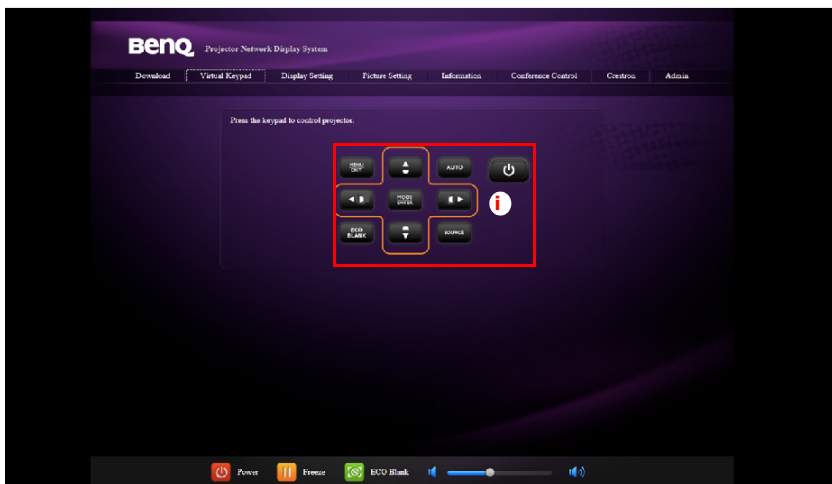 BenQ Projector Network Display System
Download Virtual Keypad Display Setting Picture Setting Information Conference Control Crestron Admin
Press the keypad to control projector.
MENU
EXIT
AUTO
MODE
ENTER
i
ECO
BLANK
SOURCE
Power Freeze ECO Blank